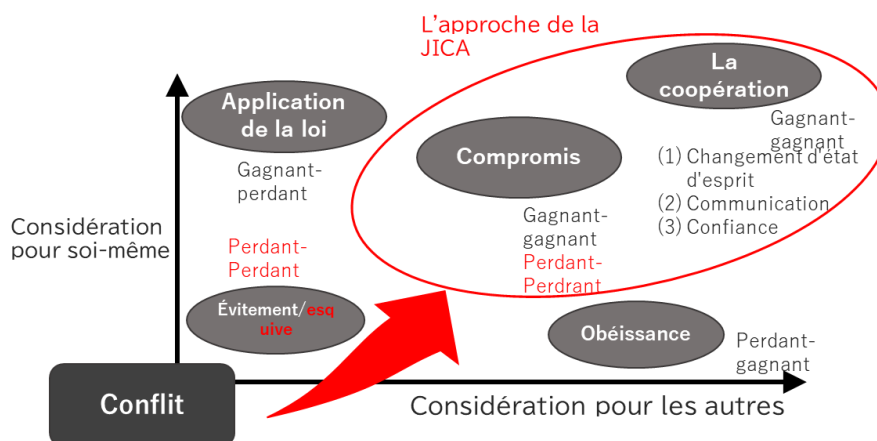 L'approche de la
JICA
La
coopération
Application
de la loi
Gagnant-
gagnant
Compromis
(1) Changement d'état
d'esprit
(2) Communication
(3) Confiance
Gagnant-
perdant
Considération
pour soi-même
Gagnant-
gagnant
Perdant-
Perdrant
Perdant-
Perdant
Évitement/esq
uive
Obéissance
Perdant-
gagnant
Conflit
Considération pour les autres